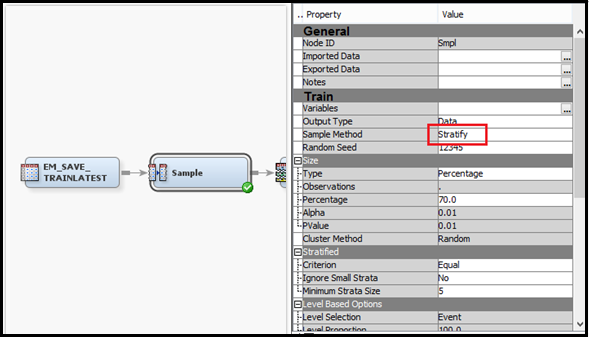 EM_SAVE_
TRAINLATEST
Sample
.. Property Value
General
Node ID Smpl
Imported Data ...
Exported Data ...
Notes ...
Train
Variables ...
Output Type Data
Sample Method Stratify
Random Seed 12345
Size
Type Percentage
Observations .
Percentage 70.0
Alpha 0.01
PValue 0.01
Cluster Method Random
Stratified
Criterion Equal
Ignore Small Strata No
Minimum Strata Size 5
Level Based Options
Level Selection Event
Level Proportion 100.0